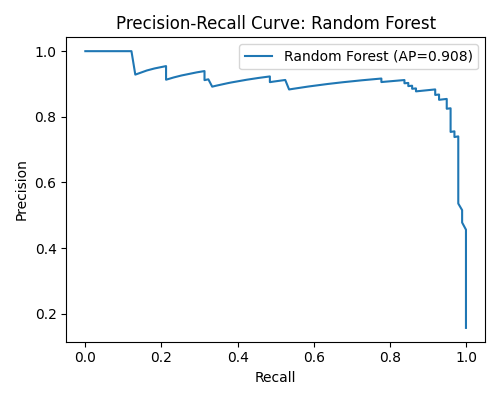 Precision-Recall Curve: Random Forest
Random Forest (AP=0.908)
Precision
1.0
0.8
0.6
0.4
0.2
0.0 0.2 0.4 0.6 0.8 1.0
Recall